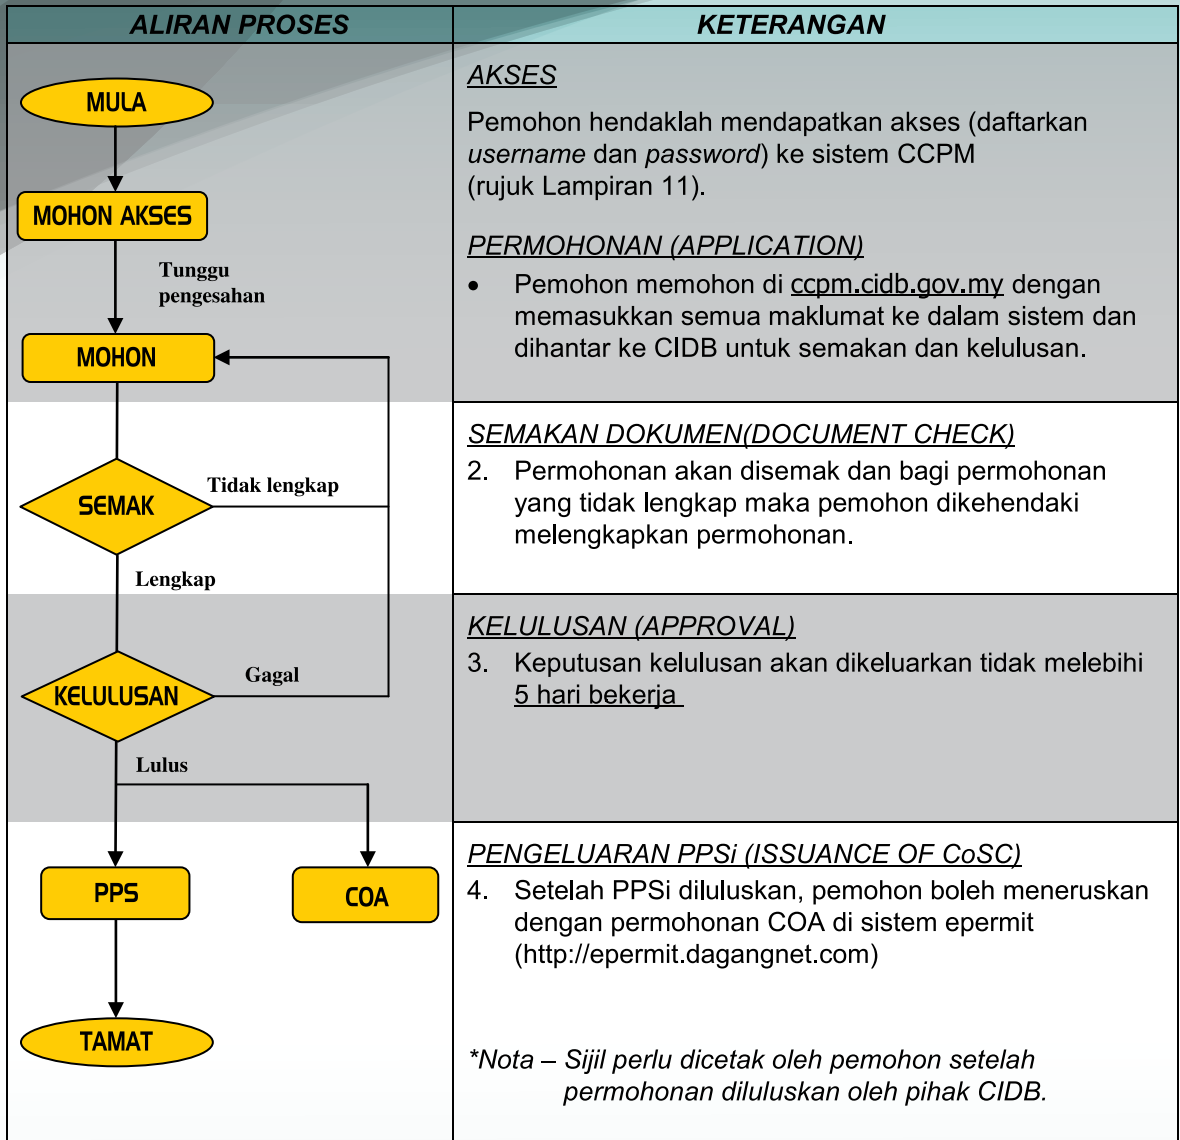 ALIRAN PROSES
KETERANGAN
MULA
MOHON AKSES
Tunggu
pengesahan
MOHON
AKSES
Pemohon hendaklah mendapatkan akses (daftarkan
username dan password) ke sistem CCPM
(rujuk Lampiran 11).
PERMOHONAN (APPLICATION)
• Pemohon memohon di ccpm.cidb.gov.my dengan
memasukkan semua maklumat ke dalam sistem dan
dihantar ke CIDB untuk semakan dan kelulusan.
SEMAK
Tidak lengkap
Lengkap
SEMAKAN DOKUMEN(DOCUMENT CHECK)
2. Permohonan akan disemak dan bagi permohonan
yang tidak lengkap maka pemohon dikehendaki
melengkapkan permohonan.
KELULUSAN
Gagal
Lulus
KELULUSAN (APPROVAL)
3. Keputusan kelulusan akan dikeluarkan tidak melebihi
5 hari bekerja
PPS
COA
TAMAT
PENGELUARAN PPSi (ISSUANCE OF CoSC)
4. Setelah PPSi diluluskan, pemohon boleh meneruskan
dengan permohonan COA di sistem epermit
(http://epermit.dagangnet.com)
*Nota – Sijil perlu dicetak oleh pemohon setelah
permohonan diluluskan oleh pihak CIDB.